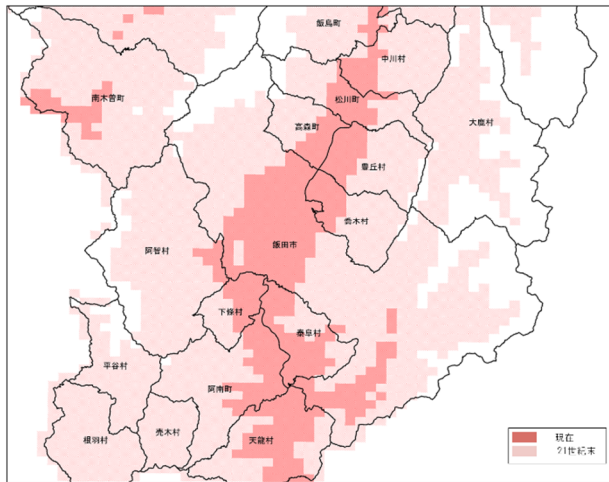 飯島町
中川村
南木曽町
松川町
高森町
大鹿村
豊丘村
喬木村
阿智村
飯田市
下條村
泰阜村
平谷村
阿南町
売木村
根羽村
天龍村
現在
21世紀末